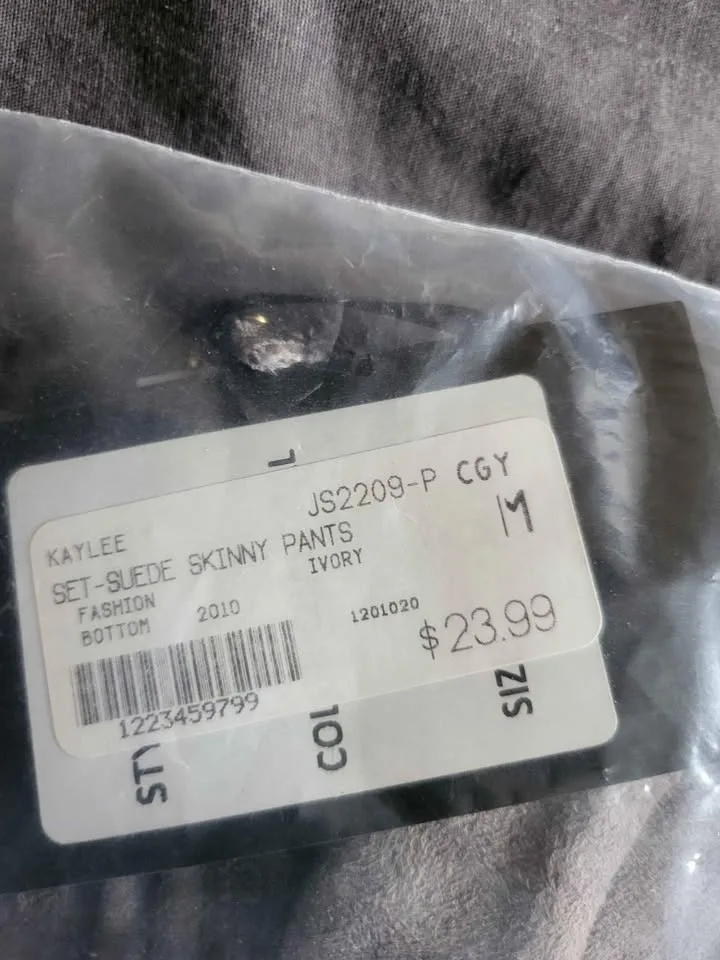 L
JS2209-P CGY
KAYLEE
M
SET-SUEDE SKINNY PANTS
FASHION IVORY
BOTTOM 2010
1201020 $23.99
1223459799
STY COL SIZ